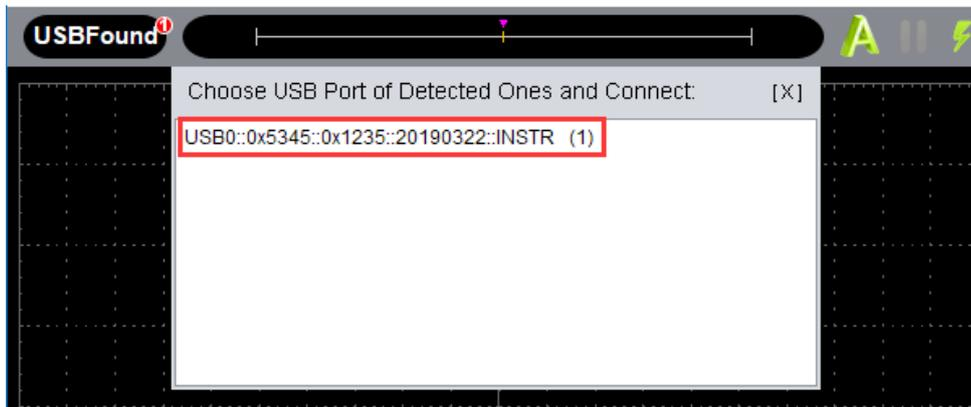 USBFound
1
Choose USB Port of Detected Ones and Connect: [X]
USB0::0x5345::0x1235::20190322::INSTR (1)